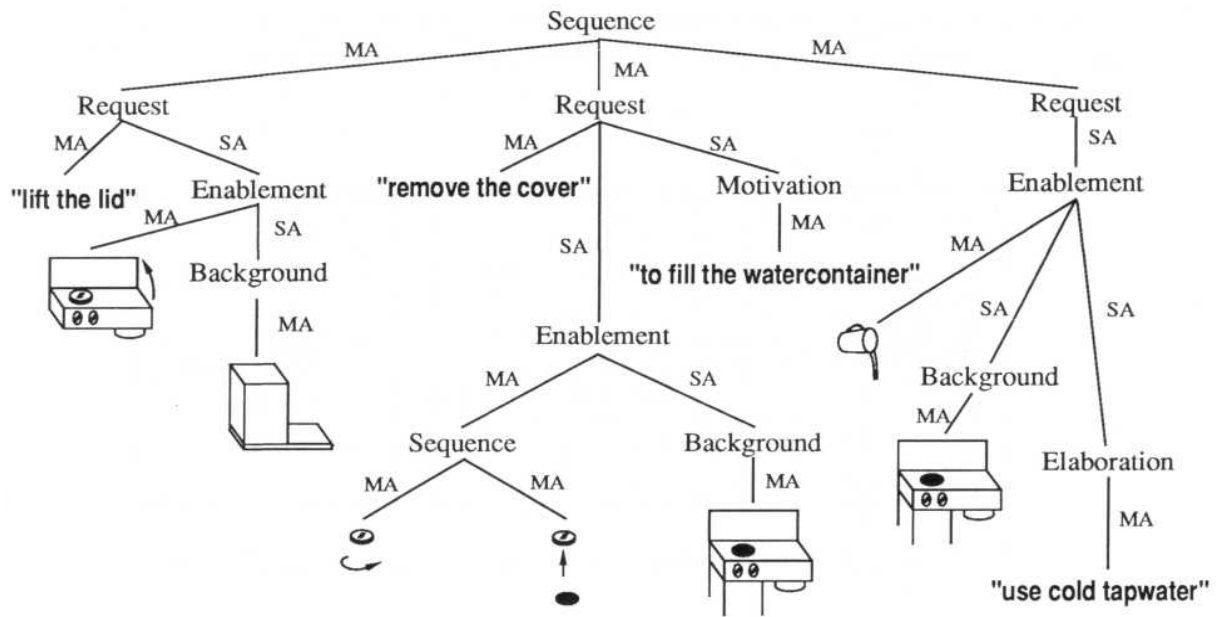 Sequence
MA MA MA
Request Request Request
MA SA MA SA SA
"lift the lid" Enablement "remove the cover" Motivation Enablement
MA SA SA MA MA
Background "to fill the watercontainer" SA SA
MA Enablement Background
MA SA MA
Sequence Background Elaboration
MA MA MA MA
"use cold tapwater"